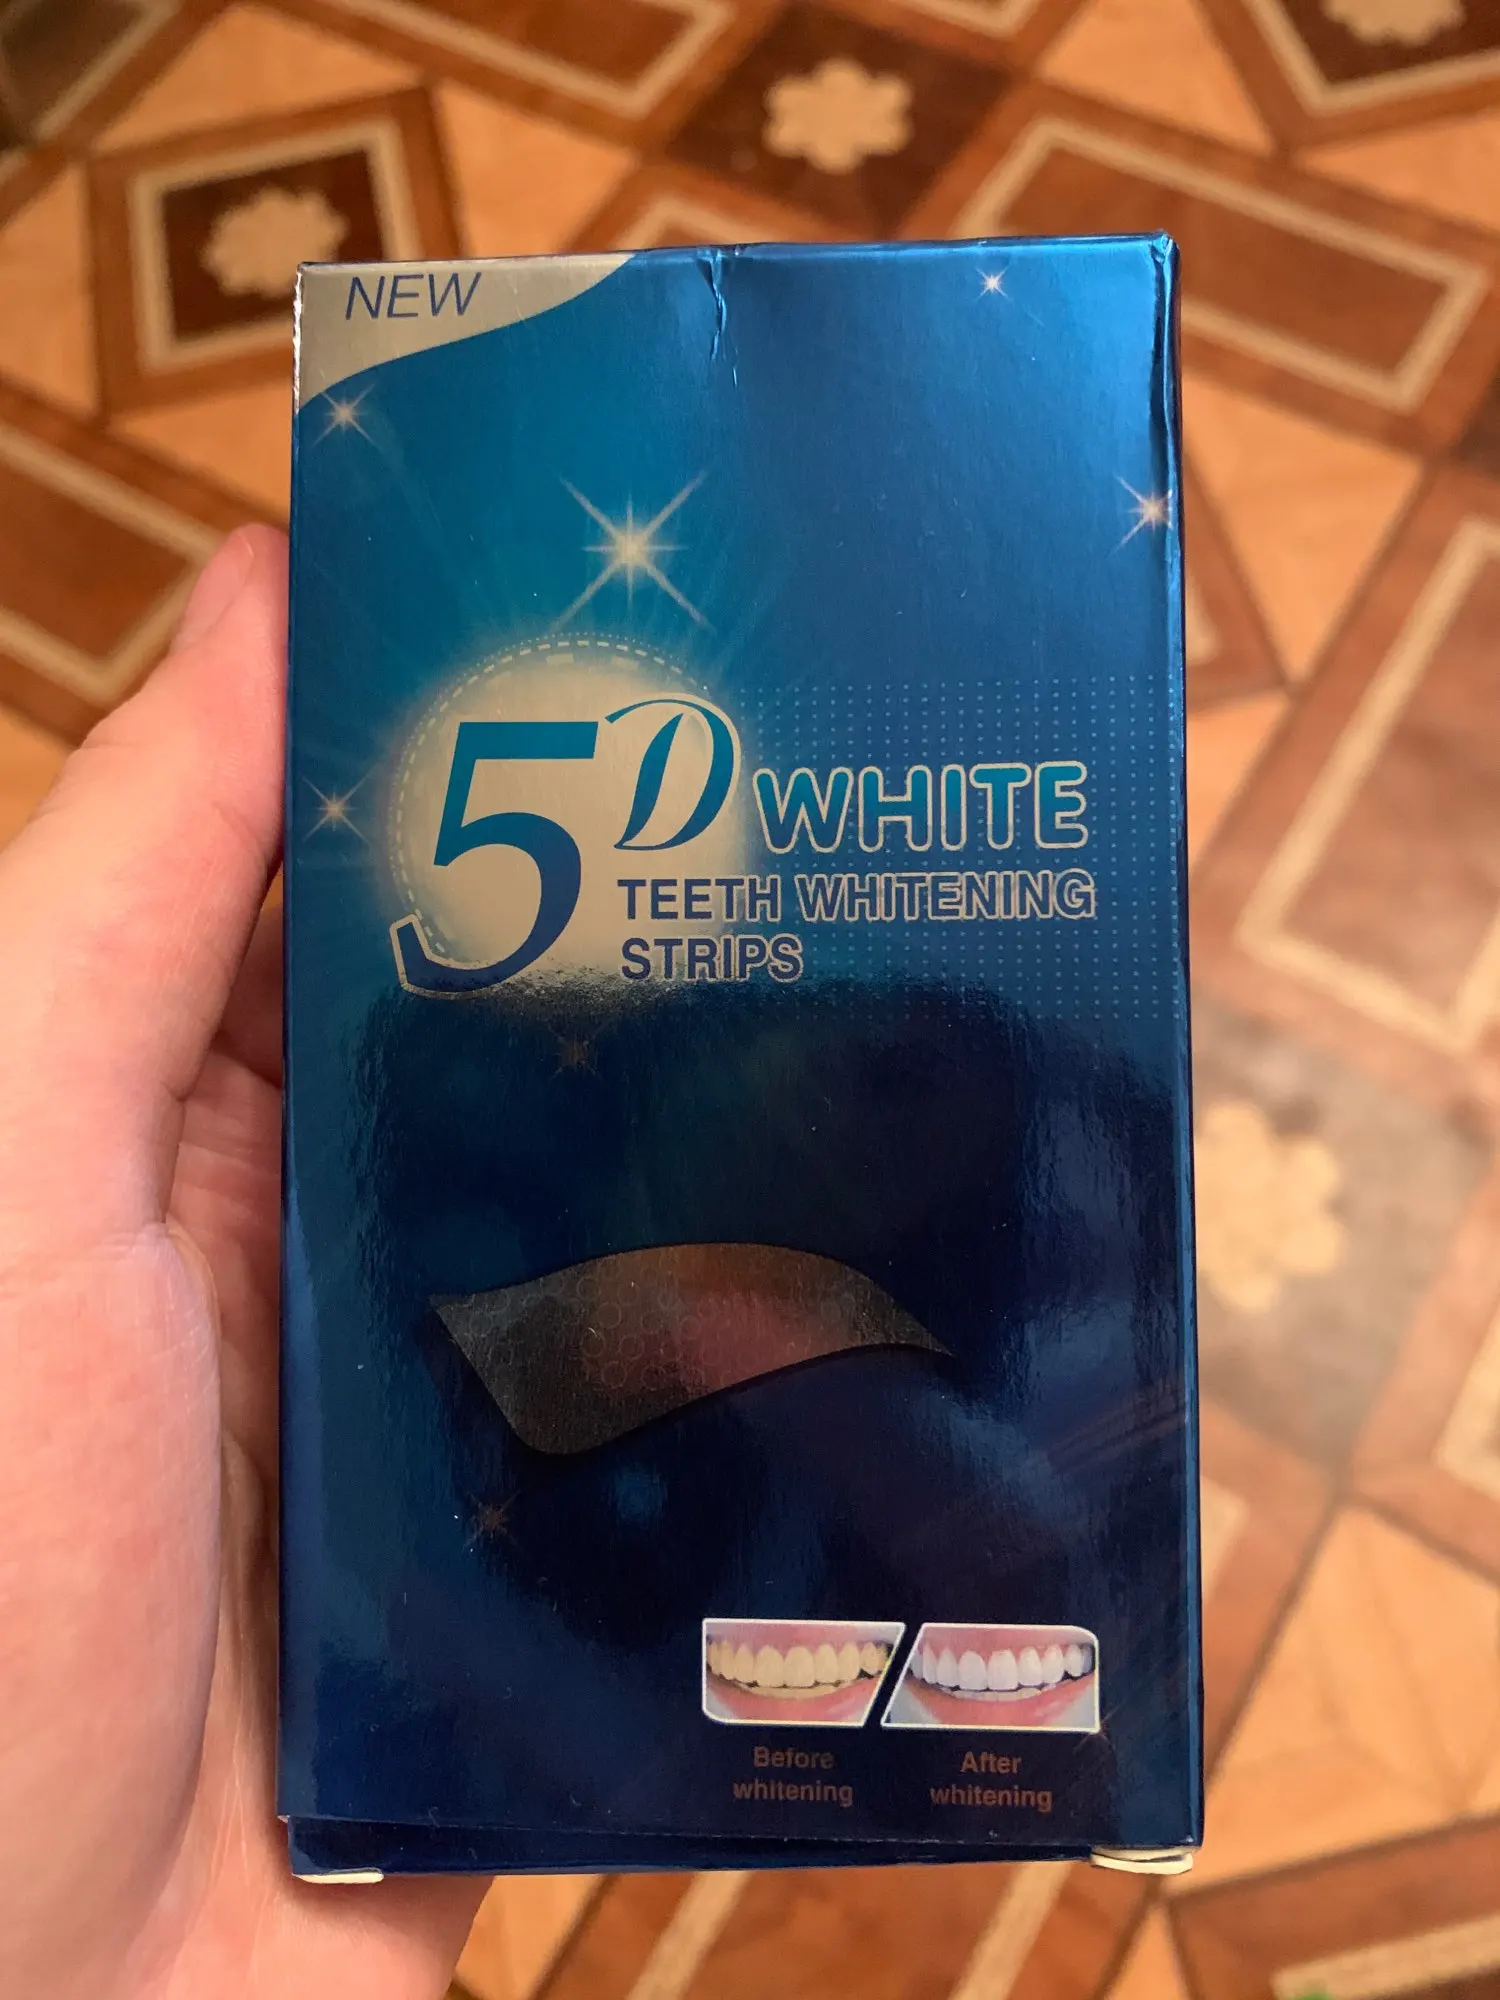 NEW
5D WHITE
TEETH WHITENING
STRIPS
Before
whitening
After
whitening